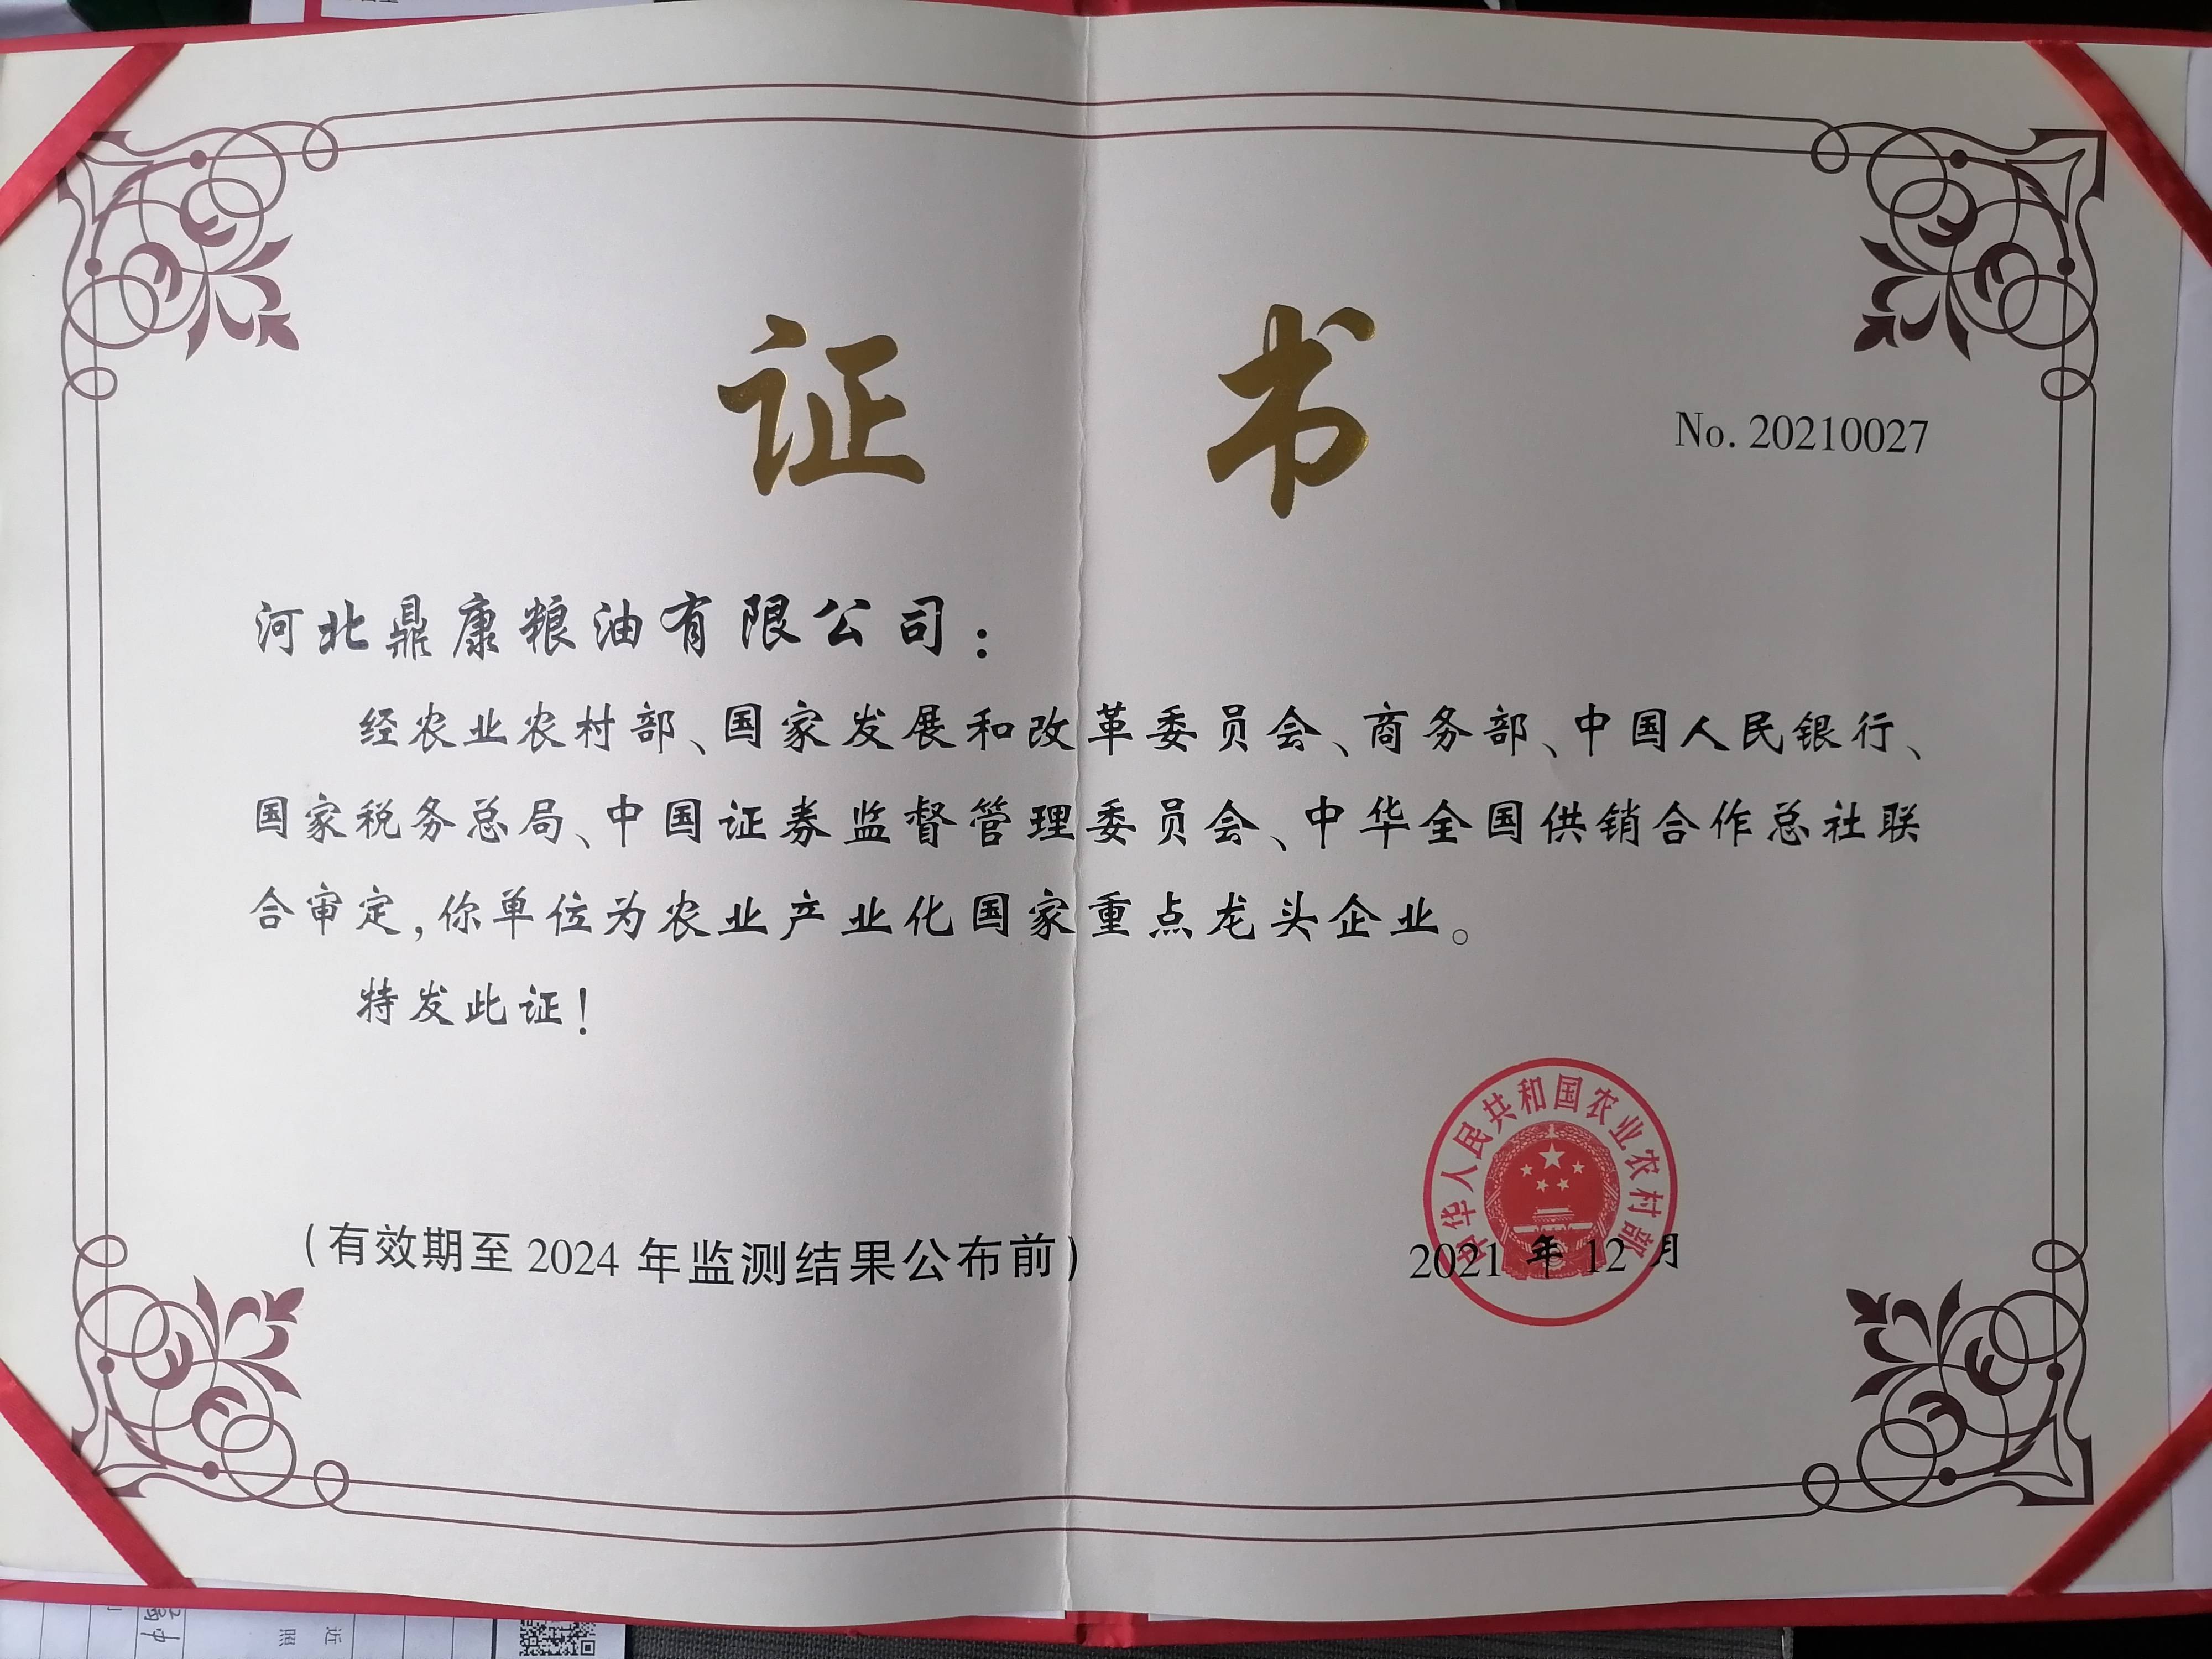 证书
No. 20210027
河北鼎康粮油有限公司：
经农业农村部、国家发展和改革委员会、商务部、中国人民银行、
国家税务总局、中国证券监督管理委员会、中华全国供销合作总社联
合审定，你单位为农业产业化国家重点龙头企业。
特发此证！
中华人民共和国农业农村部
（有效期至2024年监测结果公布前）
2021年12月
近
照